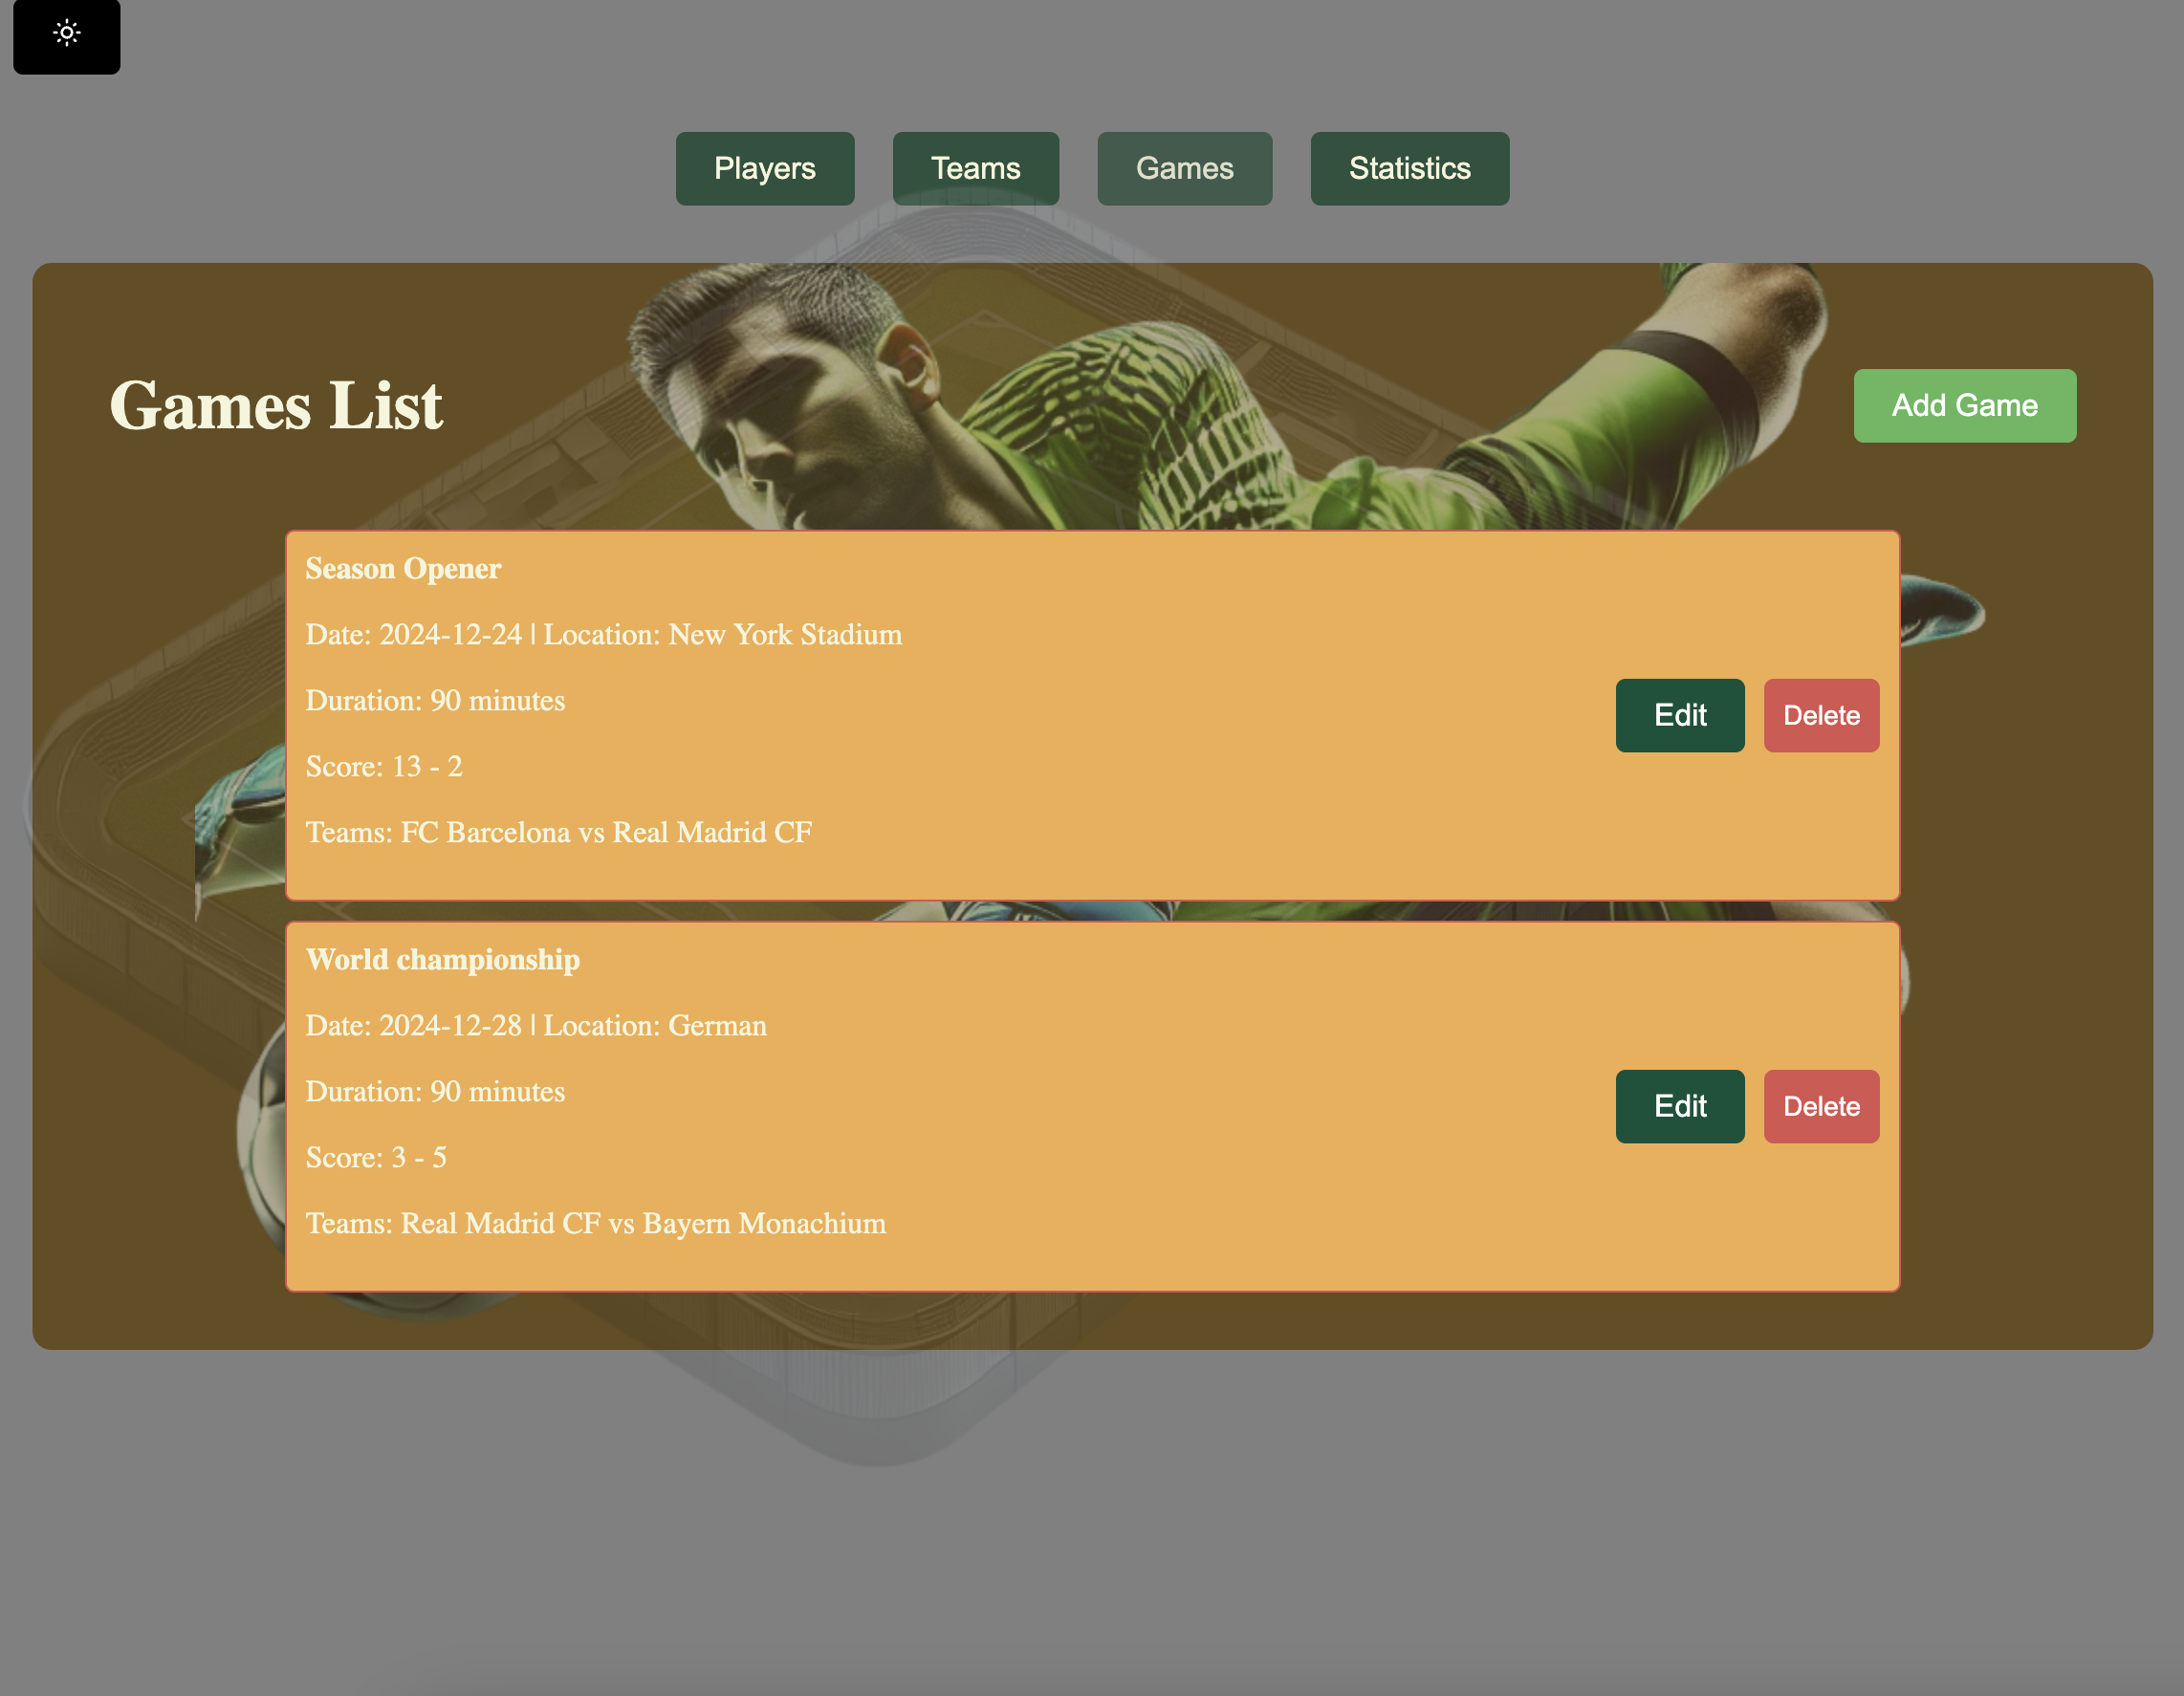 Players
Teams
Games
Statistics
Games List
Add Game
Season Opener
Date: 2024-12-24 | Location: New York Stadium
Duration: 90 minutes
Edit
Delete
Score: 13 - 2
Teams: FC Barcelona vs Real Madrid CF
World championship
Date: 2024-12-28 | Location: German
Duration: 90 minutes
Edit
Delete
Score: 3 - 5
Teams: Real Madrid CF vs Bayern Monachium